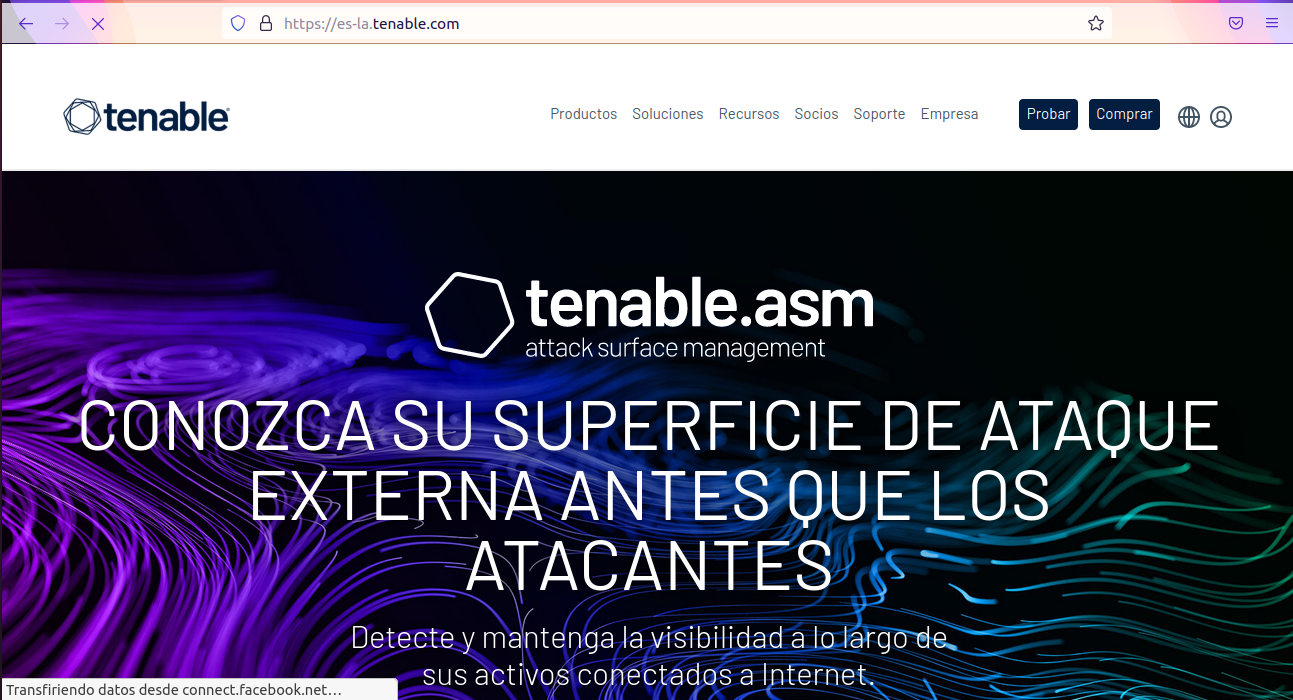 https://es-la.tenable.com
tenable
Productos Soluciones Recursos Socios Soporte Empresa Probar Comprar
tenable.asm
attack surface management
CONOZCA SU SUPERFICIE DE ATAQUE
EXTERNA ANTES QUE LOS
ATACANTES
Detecte y mantenga la visibilidad a lo largo de
sus activos conectados a Internet.
Transfiriendo datos desde connect.facebook.net…